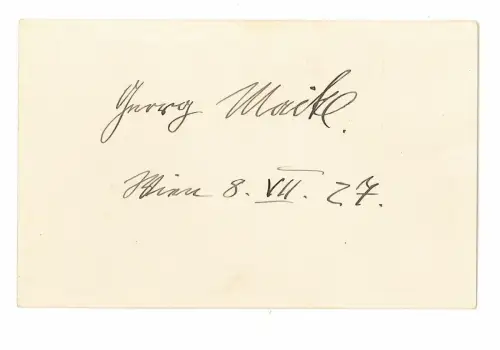 Georg Maikl.
Wien 8. VII. 27.